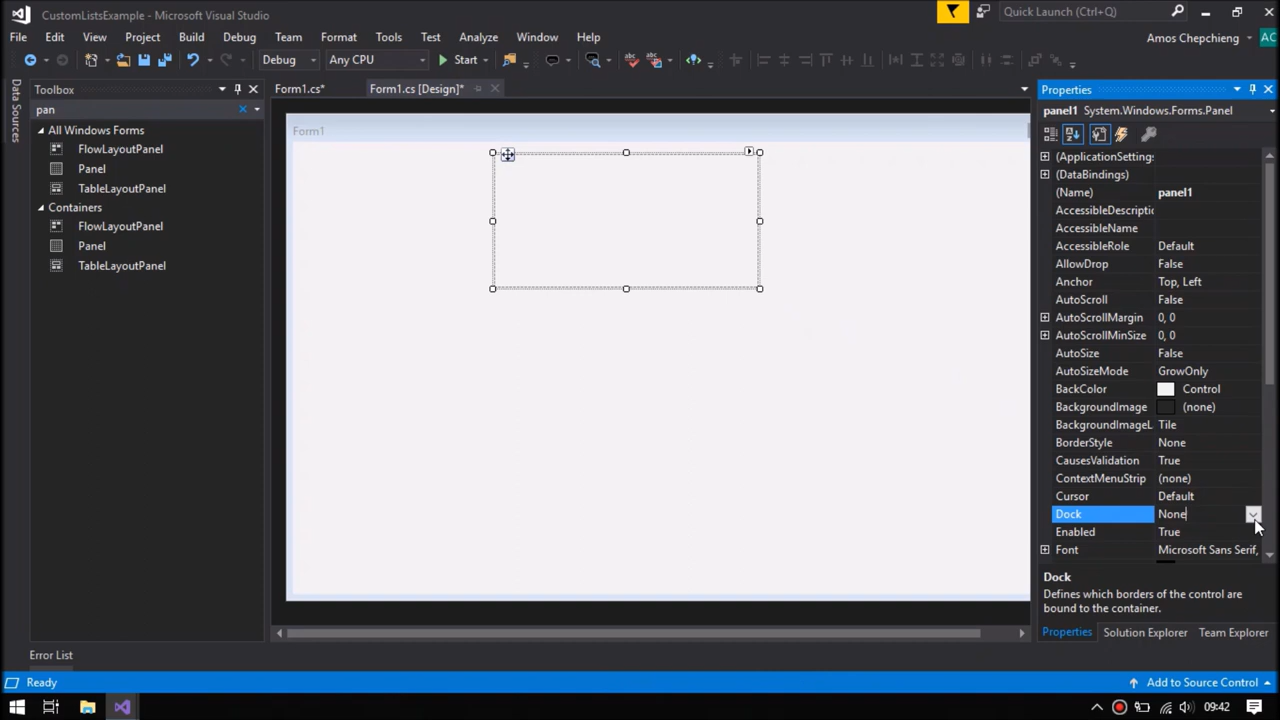 CustomListsExample - Microsoft Visual Studio
Quick Launch (Ctrl+Q)
File Edit View Project Build Debug Team Format Tools Test Analyze Window Help
Amos Chepchieng AC
Debug Any CPU Start
Data Sources
Toolbox
pan
All Windows Forms
FlowLayoutPanel
Panel
TableLayoutPanel
Containers
FlowLayoutPanel
Panel
TableLayoutPanel
Form1.cs* Form1.cs [Design]*
Form1
Properties
panel1 System.Windows.Forms.Panel
(ApplicationSettings
(DataBindings)
(Name) panel1
AccessibleDescripti
AccessibleName
AccessibleRole Default
AllowDrop False
Anchor Top, Left
AutoScroll False
AutoScrollMargin 0, 0
AutoScrollMinSize 0, 0
AutoSize False
AutoSizeMode GrowOnly
BackColor Control
BackgroundImage (none)
BackgroundImageL Tile
BorderStyle None
CausesValidation True
ContextMenuStrip (none)
Cursor Default
Dock None
Enabled True
Font Microsoft Sans Serif,
Dock
Defines which borders of the control are
bound to the container.
Properties Solution Explorer Team Explorer
Error List
Ready
Add to Source Control
09:42